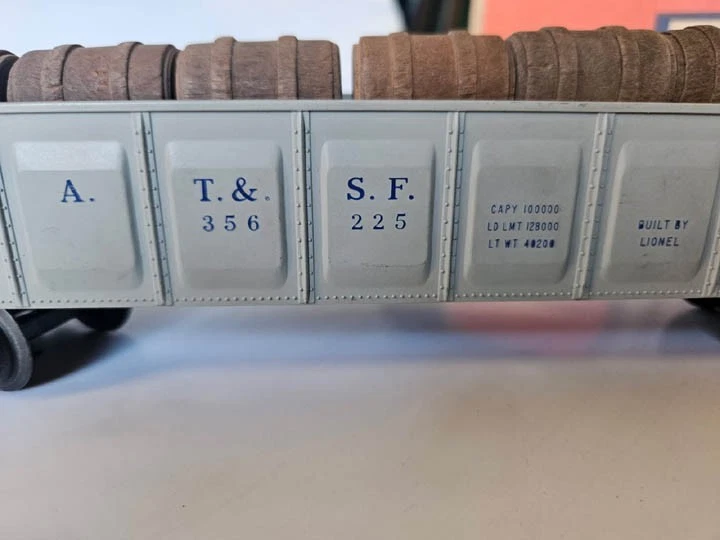 A. T. & S. F.
356 225
CAPY 100000
LD LMT 128000
LT WT 40200
BUILT BY
LIONEL